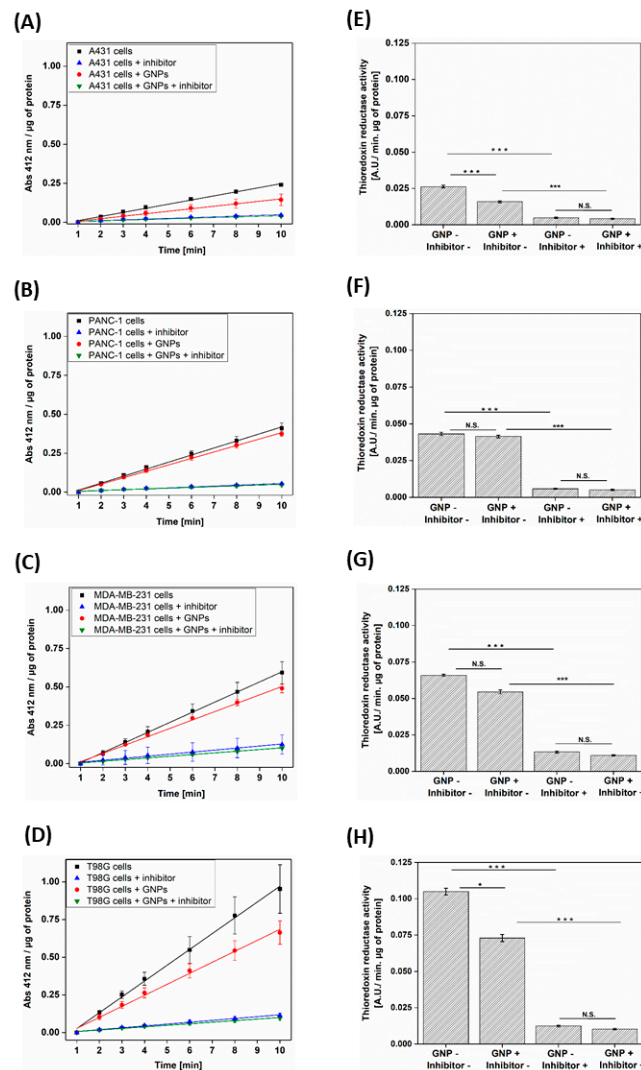 (A)
A431 cells
A431 cells + inhibitor
A431 cells + GNPs
A431 cells + GNPs + inhibitor
Abs 412 nm / µg of protein
1.00
0.75
0.50
0.25
0.00
1 2 3 4 5 6 7 8 9 10
Time [min]
(E)
Thioredoxin reductase activity
[A.U./ min. µg of protein]
0.125
0.100
0.075
0.050
0.025
0.000
* * *
* * *
***
N.S.
GNP - GNP + GNP - GNP +
Inhibitor - Inhibitor - Inhibitor + Inhibitor +
(B)
PANC-1 cells
PANC-1 cells + inhibitor
PANC-1 cells + GNPs
PANC-1 cells + GNPs + inhibitor
Abs 412 nm / µg of protein
1.00
0.75
0.50
0.25
0.00
1 2 3 4 5 6 7 8 9 10
Time [min]
(F)
Thioredoxin reductase activity
[A.U./ min. µg of protein]
0.125
0.100
0.075
0.050
0.025
0.000
* * *
N.S.
***
N.S.
GNP - GNP + GNP - GNP +
Inhibitor - Inhibitor - Inhibitor + Inhibitor +
(C)
MDA-MB-231 cells
MDA-MB-231 cells + inhibitor
MDA-MB-231 cells + GNPs
MDA-MB-231 cells + GNPs + inhibitor
Abs 412 nm / µg of protein
1.00
0.75
0.50
0.25
0.00
1 2 3 4 5 6 7 8 9 10
Time [min]
(G)
Thioredoxin reductase activity
[A.U./ min. µg of protein]
0.125
0.100
0.075
0.050
0.025
0.000
* * *
N.S.
***
N.S.
GNP - GNP + GNP - GNP +
Inhibitor - Inhibitor - Inhibitor + Inhibitor +
(D)
T98G cells
T98G cells + inhibitor
T98G cells + GNPs
T98G cells + GNPs + inhibitor
Abs 412 nm / µg of protein
1.00
0.75
0.50
0.25
0.00
1 2 3 4 5 6 7 8 9 10
Time [min]
(H)
Thioredoxin reductase activity
[A.U./ min. µg of protein]
0.125
0.100
0.075
0.050
0.025
0.000
* * *
*
* * *
N.S.
GNP - GNP + GNP - GNP +
Inhibitor - Inhibitor - Inhibitor + Inhibitor +